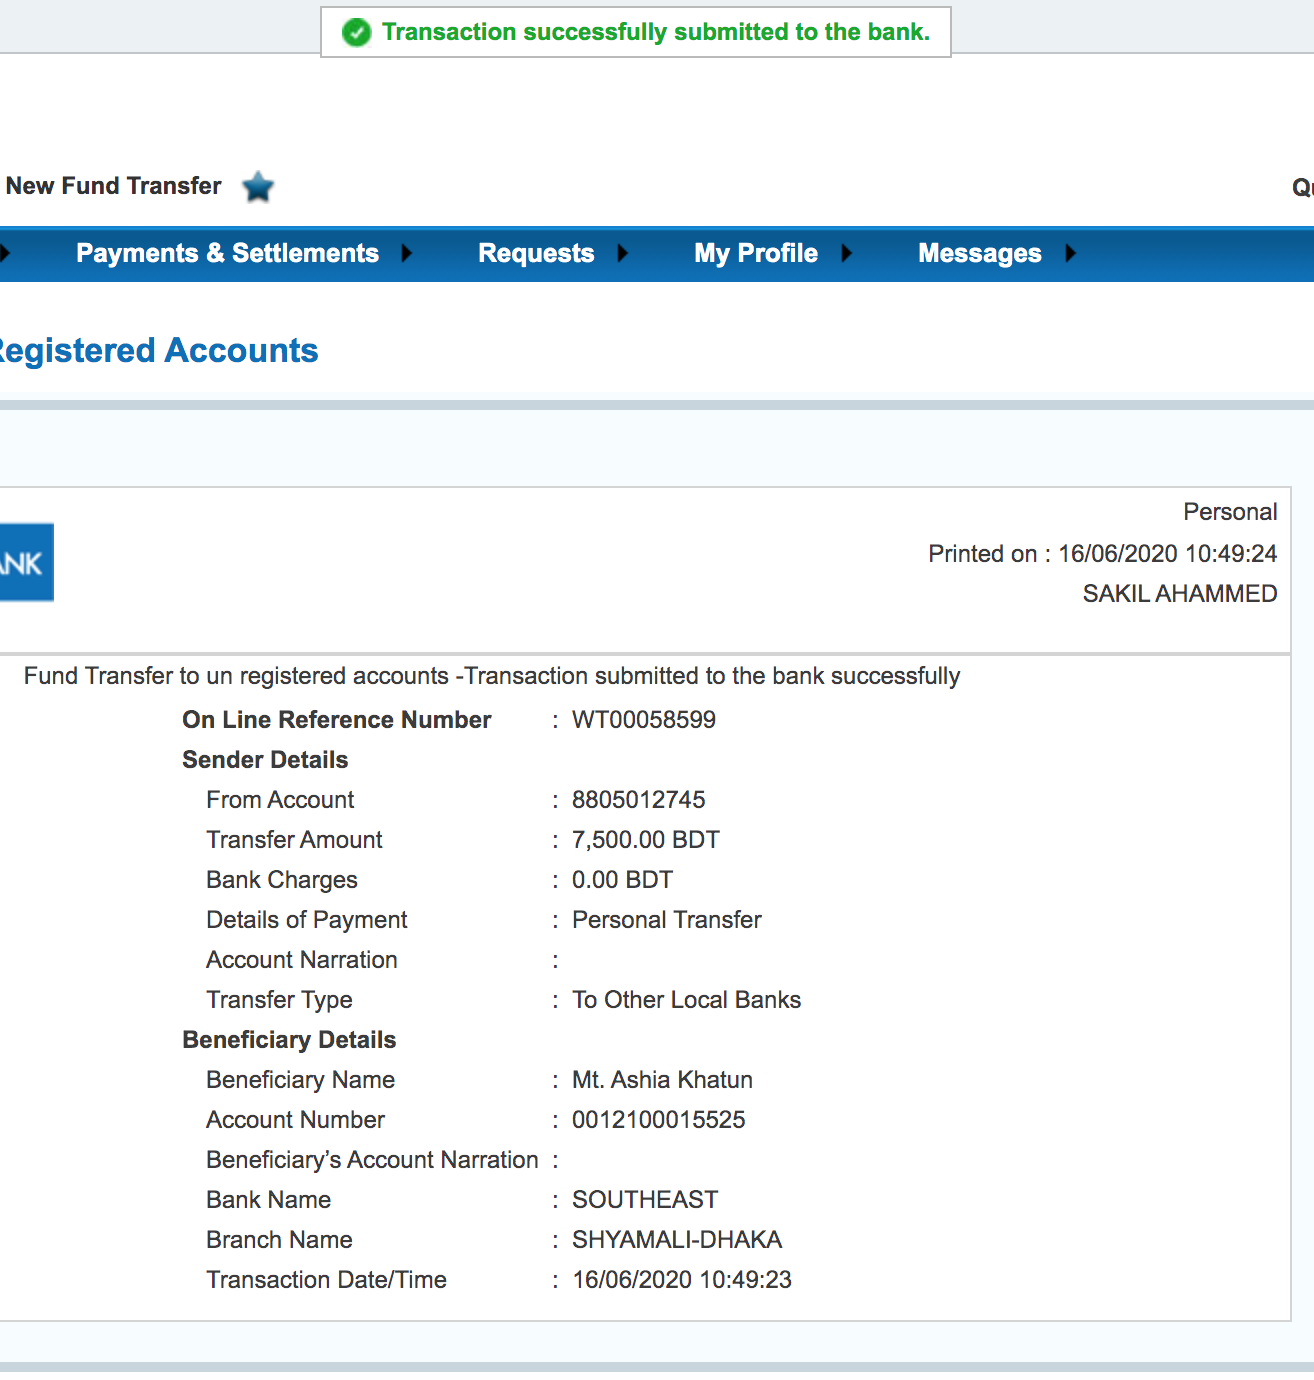 Transaction successfully submitted to the bank.
New Fund Transfer
Payments & Settlements
Requests
My Profile
Messages
Registered Accounts
Personal
Printed on : 16/06/2020 10:49:24
SAKIL AHAMMED
Fund Transfer to un registered accounts -Transaction submitted to the bank successfully
On Line Reference Number : WT00058599
Sender Details
From Account : 8805012745
Transfer Amount : 7,500.00 BDT
Bank Charges : 0.00 BDT
Details of Payment : Personal Transfer
Account Narration :
Transfer Type : To Other Local Banks
Beneficiary Details
Beneficiary Name : Mt. Ashia Khatun
Account Number : 0012100015525
Beneficiary’s Account Narration :
Bank Name : SOUTHEAST
Branch Name : SHYAMALI-DHAKA
Transaction Date/Time : 16/06/2020 10:49:23